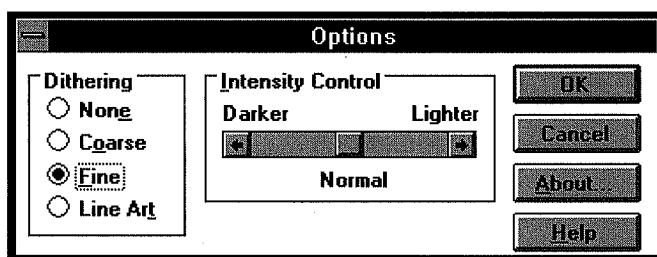 Options
Dithering
None
Coarse
Fine
Line Art
Intensity Control
Darker Lighter
Normal
OK
Cancel
About...
Help